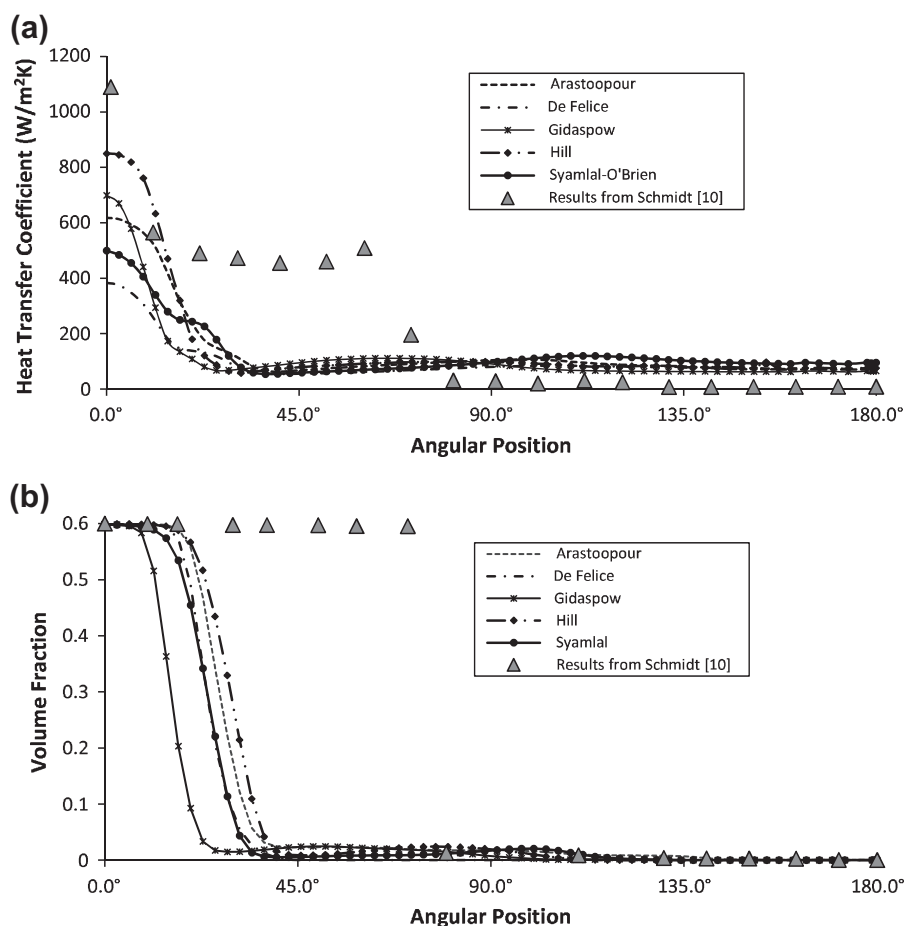 (a)
1200
1000
800
600
400
200
0
Heat Transfer Coefficient (W/m²K)
Arastoopour
De Felice
Gidaspow
Hill
Syamlal-O'Brien
Results from Schmidt [10]
0.0° 45.0° 90.0° 135.0° 180.0°
Angular Position
(b)
0.6
0.5
0.4
0.3
0.2
0.1
0
Volume Fraction
Arastoopour
De Felice
Gidaspow
Hill
Syamlal
Results from Schmidt [10]
0.0° 45.0° 90.0° 135.0° 180.0°
Angular Position